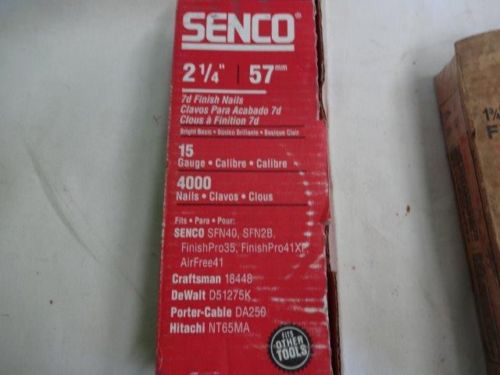 SENCO®
2 1/4" | 57mm
7d Finish Nails
Clavos Para Acabado 7d
Clous à Finition 7d
Bright Basic • Básico Brillante • Basique Clair
15
Gauge • Calibre • Calibre
4000
Nails • Clavos • Clous
Fits • Para • Pour:
SENCO SFN40, SFN2B,
FinishPro35, FinishPro41XP
AirFree41
Craftsman 18448
DeWalt D51275K
Porter-Cable DA250
Hitachi NT65MA
FITS
OTHER
TOOLS